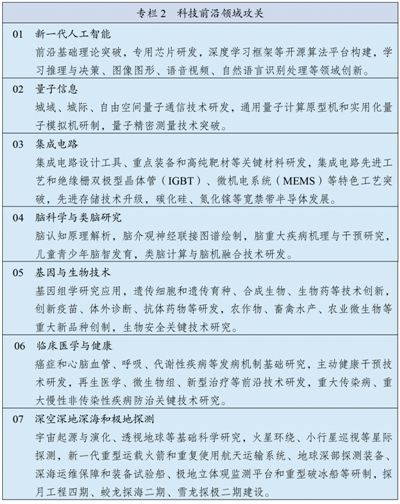 专栏 2 科技前沿领域攻关
01 新一代人工智能
前沿基础理论突破，专用芯片研发，深度学习框架等开源算法平台构建，学
习推理与决策、图像图形、语音视频、自然语言识别处理等领域创新。
02 量子信息
城域、城际、自由空间量子通信技术研发，通用量子计算原型机和实用化量
子模拟机研制，量子精密测量技术突破。
03 集成电路
集成电路设计工具、重点装备和高纯靶材等关键材料研发，集成电路先进工
艺和绝缘栅双极型晶体管（IGBT）、微机电系统（MEMS）等特色工艺突
破，先进存储技术升级，碳化硅、氮化镓等宽禁带半导体发展。
04 脑科学与类脑研究
脑认知原理解析，脑介观神经联接图谱绘制，脑重大疾病机理与干预研究，
儿童青少年脑智发育，类脑计算与脑机融合技术研发。
05 基因与生物技术
基因组学研究应用，遗传细胞和遗传育种、合成生物、生物药等技术创新，
创新疫苗、体外诊断、抗体药物等研发，农作物、畜禽水产、农业微生物等
重大新品种创制，生物安全关键技术研究。
06 临床医学与健康
癌症和心脑血管、呼吸、代谢性疾病等发病机制基础研究，主动健康干预技
术研发，再生医学、微生物组、新型治疗等前沿技术研发，重大传染病、重
大慢性非传染性疾病防治关键技术研究。
07 深空深地深海和极地探测
宇宙起源与演化、透视地球等基础科学研究，火星环绕、小行星巡视等星际
探测，新一代重型运载火箭和重复使用航天运输系统、地球深部探测装备、
深海运维保障和装备试验船、极地立体观监测平台和重型破冰船等研制，探
月工程四期、蛟龙探海二期、雪龙探极二期建设。